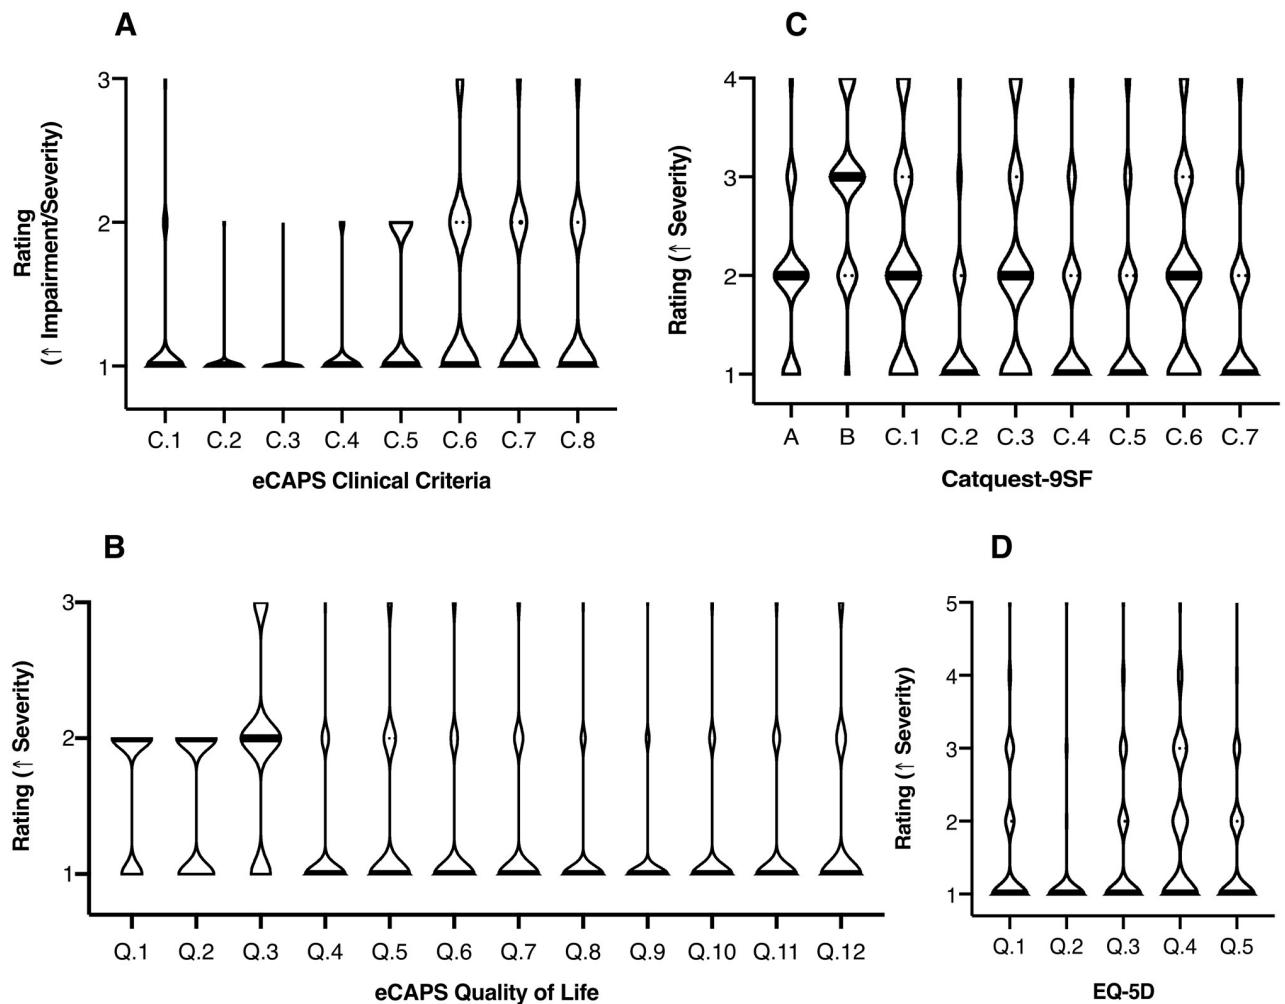 A
3
2
1
Rating
(↑ Impairment/Severity)
C.1 C.2 C.3 C.4 C.5 C.6 C.7 C.8
eCAPS Clinical Criteria
C
4
3
2
1
Rating (↑ Severity)
A B C.1 C.2 C.3 C.4 C.5 C.6 C.7
Catquest-9SF
B
3
2
1
Rating (↑ Severity)
Q.1 Q.2 Q.3 Q.4 Q.5 Q.6 Q.7 Q.8 Q.9 Q.10 Q.11 Q.12
eCAPS Quality of Life
D
5
4
3
2
1
Rating (↑ Severity)
Q.1 Q.2 Q.3 Q.4 Q.5
EQ-5D